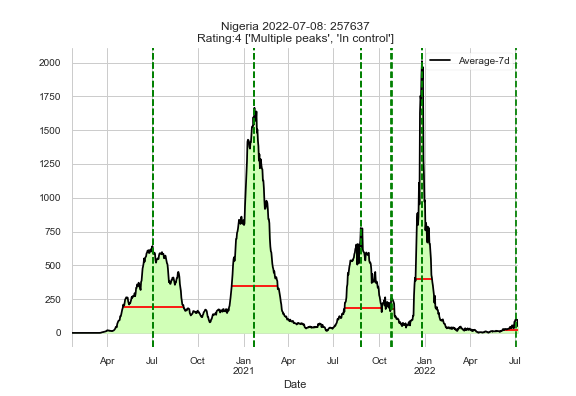 Nigeria 2022-07-08: 257637
Rating:4 ['Multiple peaks', 'In control']
Average-7d
2000
1750
1500
1250
1000
750
500
250
0
Apr Jul Oct Jan Apr Jul Oct Jan Apr Jul
2021 2022
Date